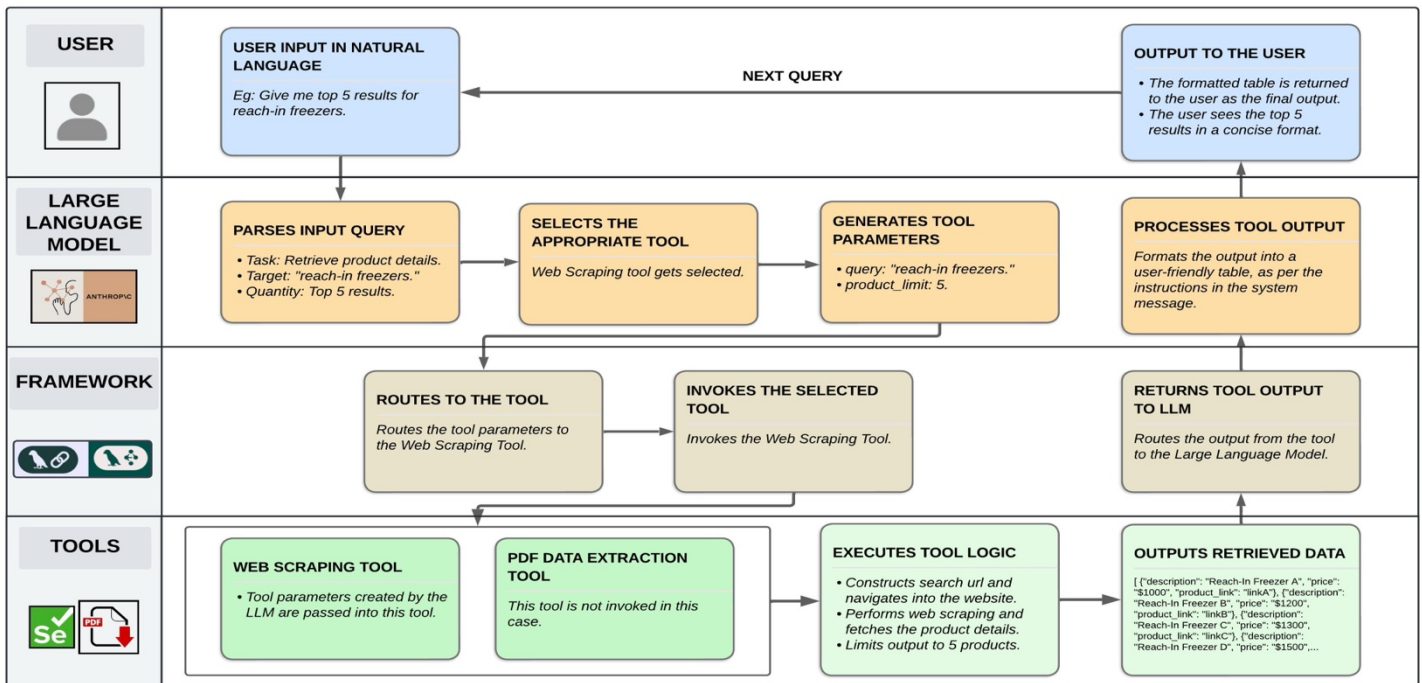 USER
USER INPUT IN NATURAL
LANGUAGE
Eg: Give me top 5 results for
reach-in freezers.
NEXT QUERY
OUTPUT TO THE USER
• The formatted table is returned
to the user as the final output.
• The user sees the top 5
results in a concise format.
LARGE
LANGUAGE
MODEL
ANTHROP\C
PARSES INPUT QUERY
• Task: Retrieve product details.
• Target: "reach-in freezers."
• Quantity: Top 5 results.
SELECTS THE
APPROPRIATE TOOL
Web Scraping tool gets selected.
GENERATES TOOL
PARAMETERS
• query: "reach-in freezers."
• product_limit: 5.
PROCESSES TOOL OUTPUT
Formats the output into a
user-friendly table, as per the
instructions in the system
message.
FRAMEWORK
ROUTES TO THE TOOL
Routes the tool parameters to
the Web Scraping Tool.
INVOKES THE SELECTED
TOOL
Invokes the Web Scraping Tool.
RETURNS TOOL OUTPUT
TO LLM
Routes the output from the tool
to the Large Language Model.
TOOLS
Se
PDF
WEB SCRAPING TOOL
• Tool parameters created by the
LLM are passed into this tool.
PDF DATA EXTRACTION
TOOL
This tool is not invoked in this
case.
EXECUTES TOOL LOGIC
• Constructs search url and
navigates into the website.
• Performs web scraping and
fetches the product details.
• Limits output to 5 products.
OUTPUTS RETRIEVED DATA
[ {"description": "Reach-In Freezer A", "price":
"$1000", "product_link": "linkA"}, {"description":
"Reach-In Freezer B", "price": "$1200",
"product_link": "linkB"}, {"description":
"Reach-In Freezer C", "price": "$1300",
"product_link": "linkC"}, {"description":
"Reach-In Freezer D", "price": "$1500",...